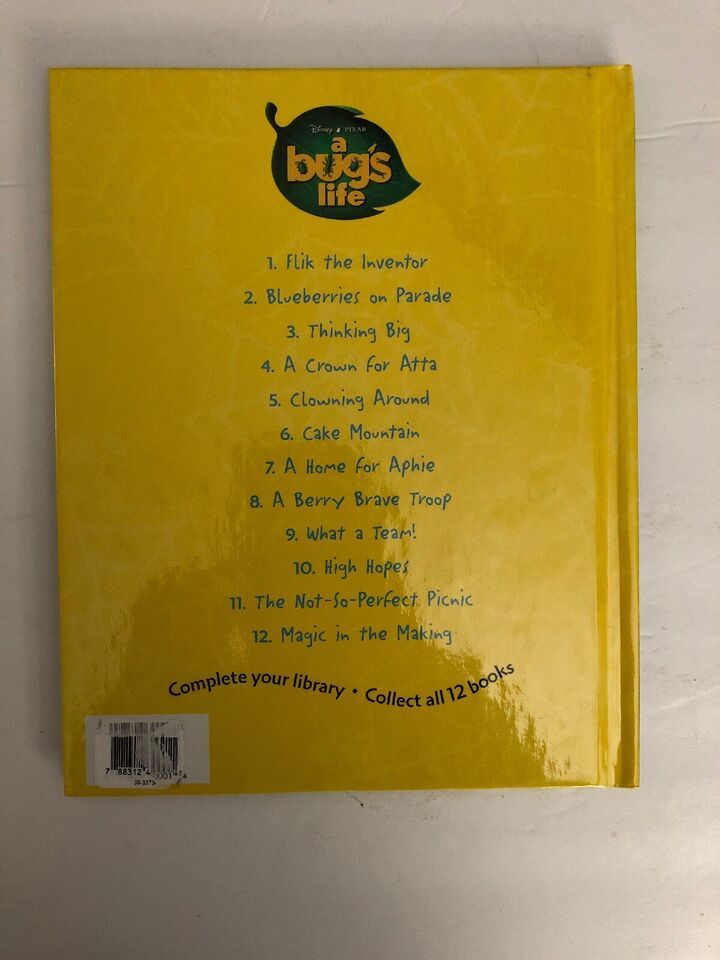 Disney PIXAR
a
bug's
life
1. Flik the Inventor
2. Blueberries on Parade
3. Thinking Big
4. A Crown for Atta
5. Clowning Around
6. Cake Mountain
7. A Home for Aphie
8. A Berry Brave Troop
9. What a Team!
10. High Hopes
11. The Not-So-Perfect Picnic
12. Magic in the Making
Complete your library • Collect all 12 books
7 88312 4